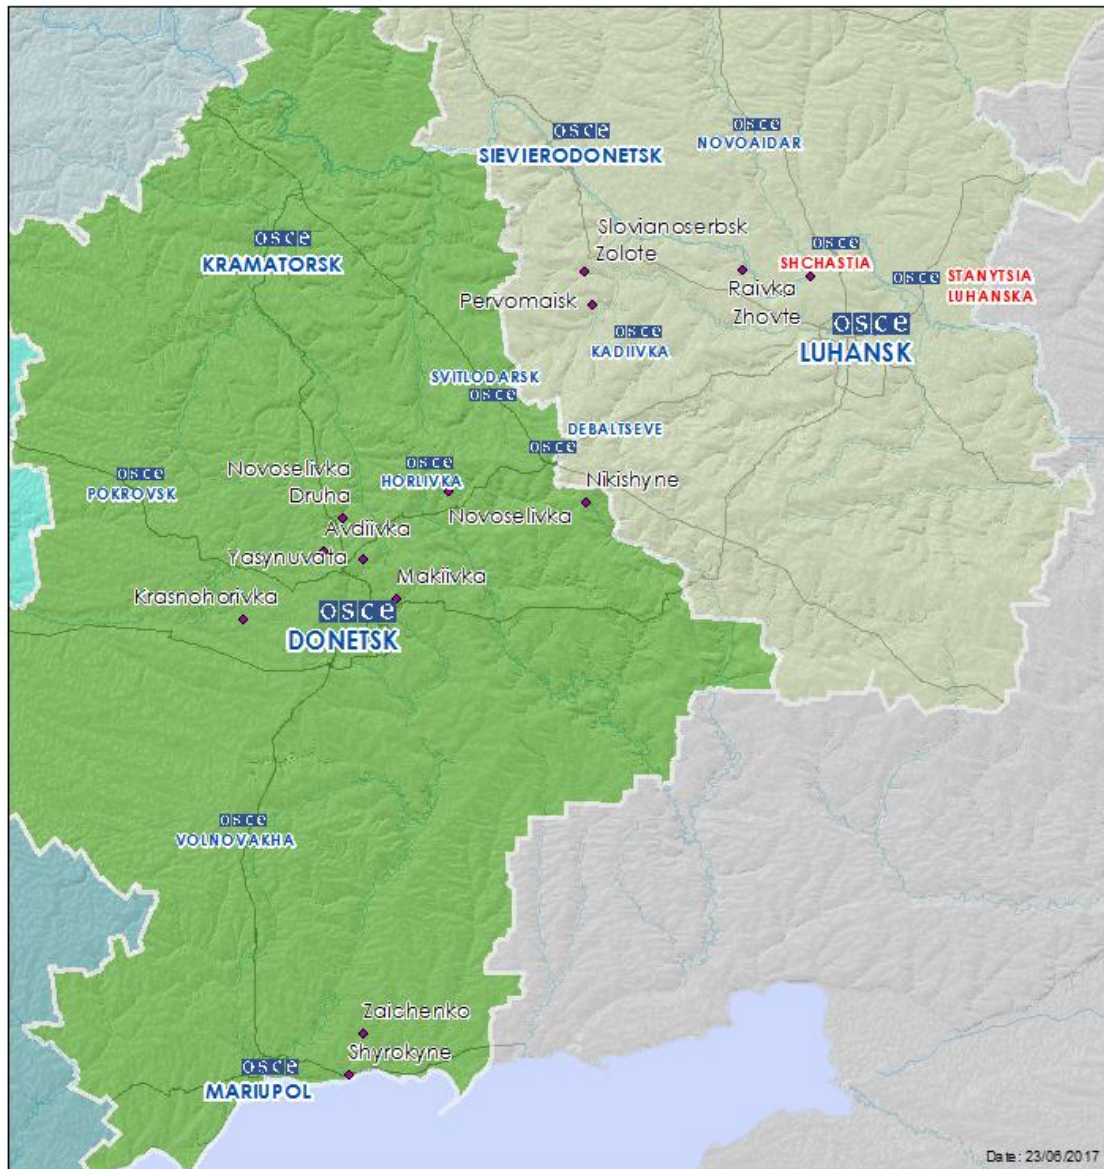 osce
SIEVIERODONETSK
osce
NOVOAIDAR
Slovianoserbsk
Zolote
osce
KRAMATORSK
osce
SHCHASTIA
osce
STANYTSIA
LUHANSKA
Raivka
Zhovte
Pervomaisk
osce
LUHANSK
osce
KADIIVKA
SVITLODARSK
osce
DEBALTSEVE
osce
osce
POKROVSK
Novoselivka
Druha
osce
HORLIVKA
Nikishyne
Novoselivka
Avdiivka
Yasynuvata
Makiivka
Krasnohorivka
osce
DONETSK
osce
VOLNOVAKHA
Zaichenko
Shyrokyne
osce
MARIUPOL
Date: 23/06/2017